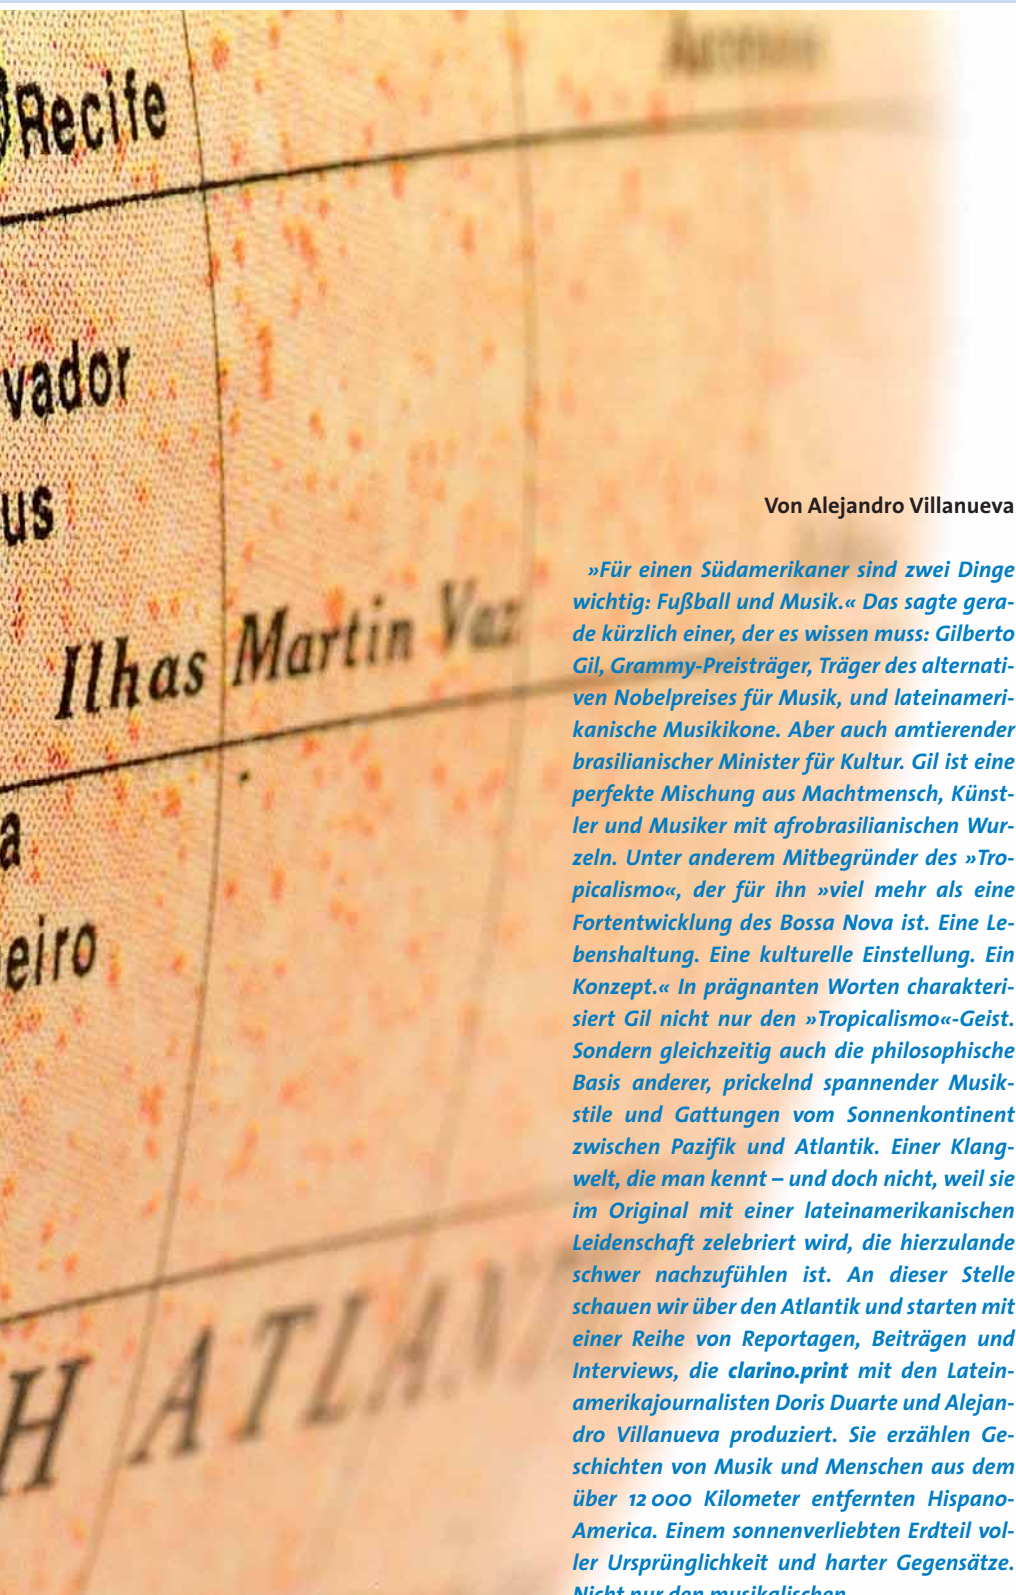 Recife
vador
us
Ilhas Martin Vaz
a
eiro
H ATLANT
Von Alejandro Villanueva
»Für einen Südamerikaner sind zwei Dinge
wichtig: Fußball und Musik.« Das sagte gera-
de kürzlich einer, der es wissen muss: Gilberto
Gil, Grammy-Preisträger, Träger des alternati-
ven Nobelpreises für Musik, und lateinameri-
kanische Musikikone. Aber auch amtierender
brasilianischer Minister für Kultur. Gil ist eine
perfekte Mischung aus Machtmensch, Künst-
ler und Musiker mit afrobrasilianischen Wur-
zeln. Unter anderem Mitbegründer des »Tro-
picalismo«, der für ihn »viel mehr als eine
Fortentwicklung des Bossa Nova ist. Eine Le-
benshaltung. Eine kulturelle Einstellung. Ein
Konzept.« In prägnanten Worten charakteri-
siert Gil nicht nur den »Tropicalismo«-Geist.
Sondern gleichzeitig auch die philosophische
Basis anderer, prickelnd spannender Musik-
stile und Gattungen vom Sonnenkontinent
zwischen Pazifik und Atlantik. Einer Klang-
welt, die man kennt – und doch nicht, weil sie
im Original mit einer lateinamerikanischen
Leidenschaft zelebriert wird, die hierzulande
schwer nachzufühlen ist. An dieser Stelle
schauen wir über den Atlantik und starten mit
einer Reihe von Reportagen, Beiträgen und
Interviews, die clarino.print mit den Latein-
amerikajournalisten Doris Duarte und Alejan-
dro Villanueva produziert. Sie erzählen Ge-
schichten von Musik und Menschen aus dem
über 12 000 Kilometer entfernten Hispano-
America. Einem sonnenverliebten Erdteil vol-
ler Ursprünglichkeit und harter Gegensätze.
Nicht nur den musikalischen